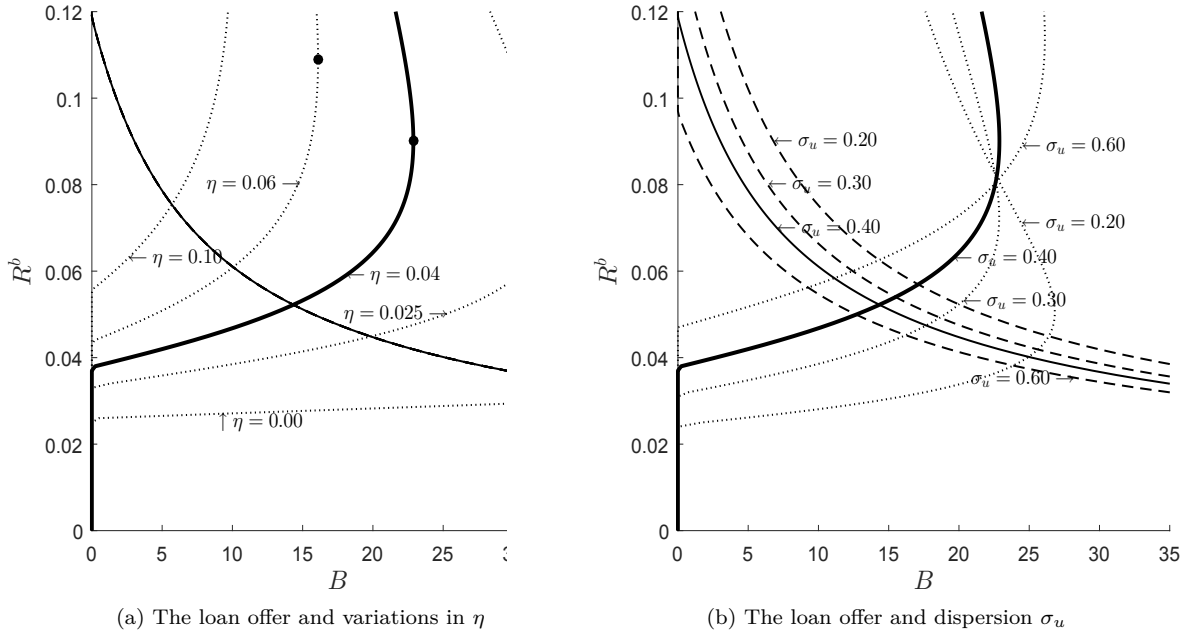 0.12
0.1
0.08
0.06
0.04
0.02
0
R^b
η = 0.06 →
← η = 0.10
← η = 0.04
η = 0.025 →
↑ η = 0.00
0 5 10 15 20 25
B
(a) The loan offer and variations in η
0.12
0.1
0.08
0.06
0.04
0.02
0
R^b
← σ_u = 0.20
← σ_u = 0.60
← σ_u = 0.30
← σ_u = 0.20
← σ_u = 0.40
← σ_u = 0.40
← σ_u = 0.30
σ_u = 0.60 →
0 5 10 15 20 25 30 35
B
(b) The loan offer and dispersion σ_u